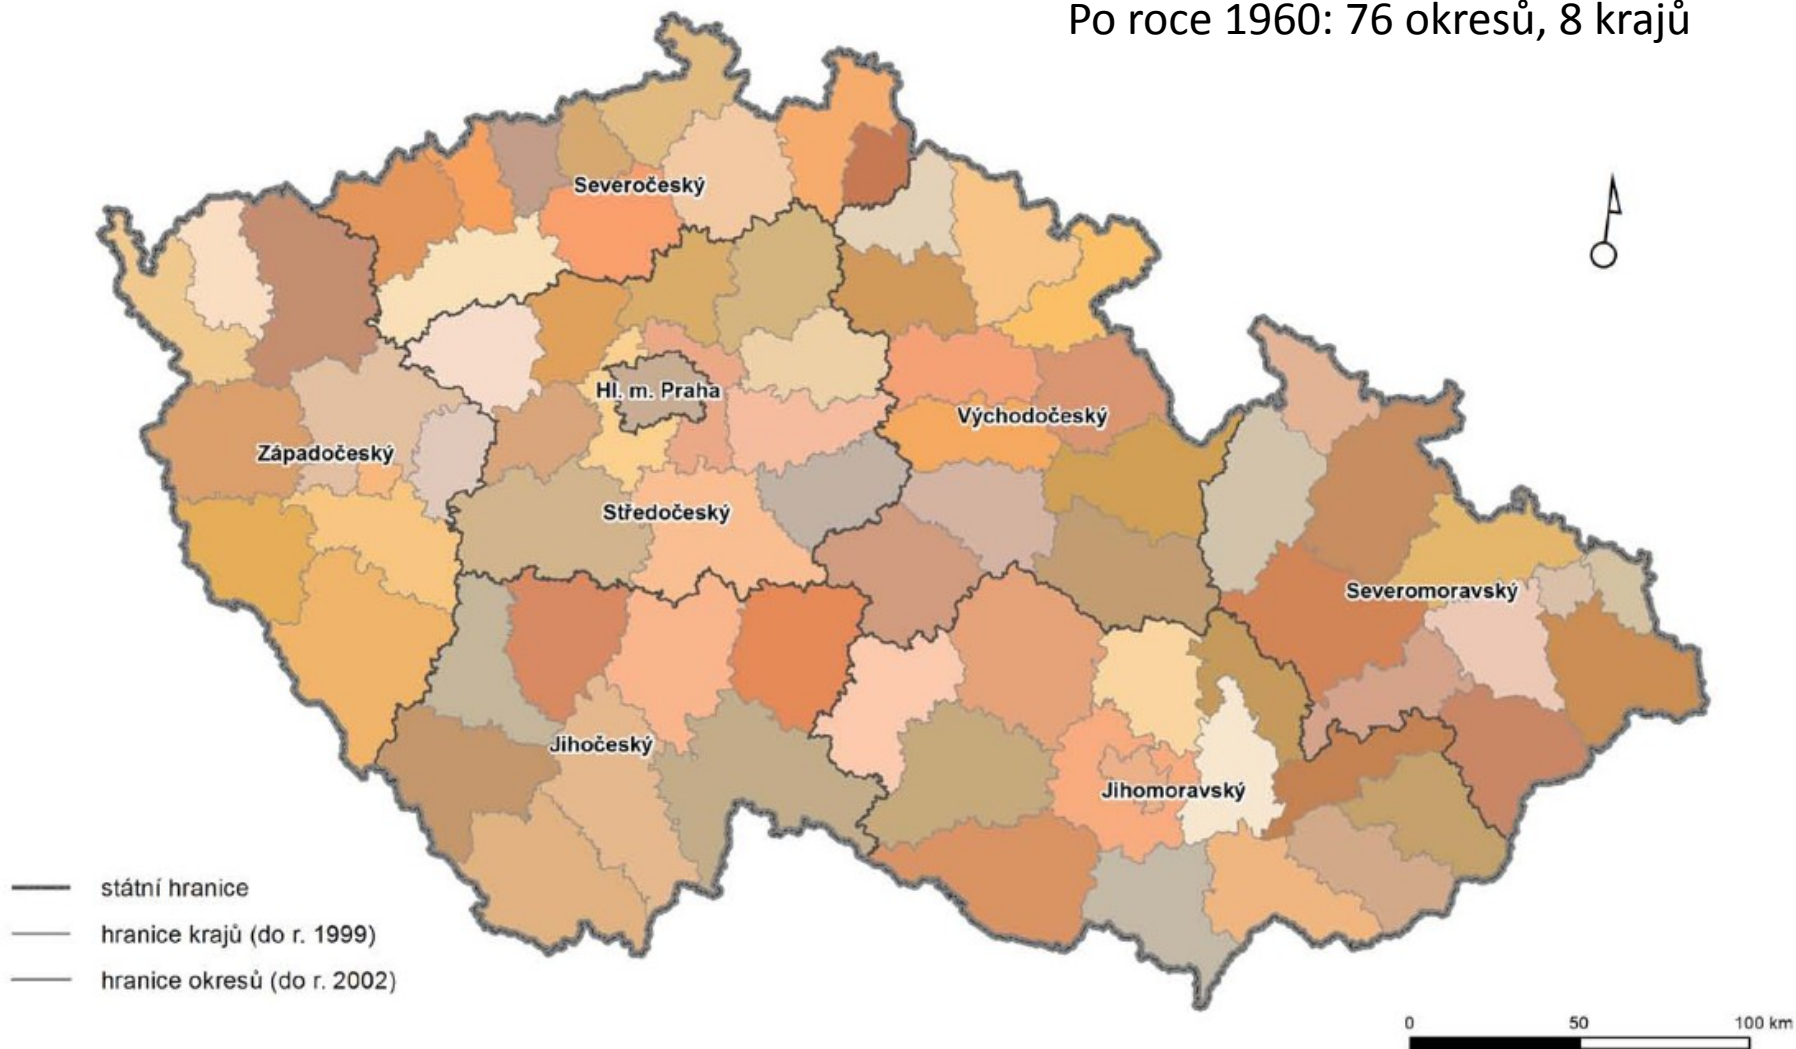 Po roce 1960: 76 okresů, 8 krajů
Severočeský
Hl. m. Praha
Východočeský
Západočeský
Středočeský
Severomoravský
Jihočeský
Jihomoravský
státní hranice
hranice krajů (do r. 1999)
hranice okresů (do r. 2002)
0 50 100 km